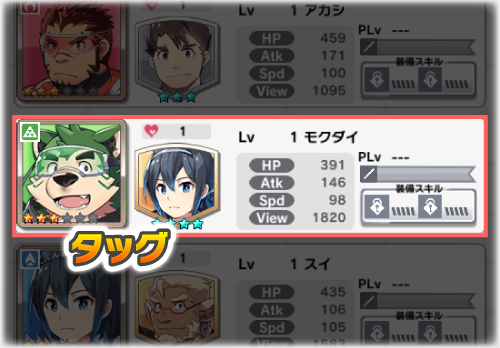 Lv 1 アカシ
HP 459
Atk 171
Spd 100
View 1095
PLv ---
装備スキル
1
Lv 1 モクダイ
HP 391
Atk 146
Spd 98
View 1820
PLv ---
装備スキル
タッグ
Lv 1 スイ
HP 435
Atk 106
Spd 105
PLv ---
装備スキル